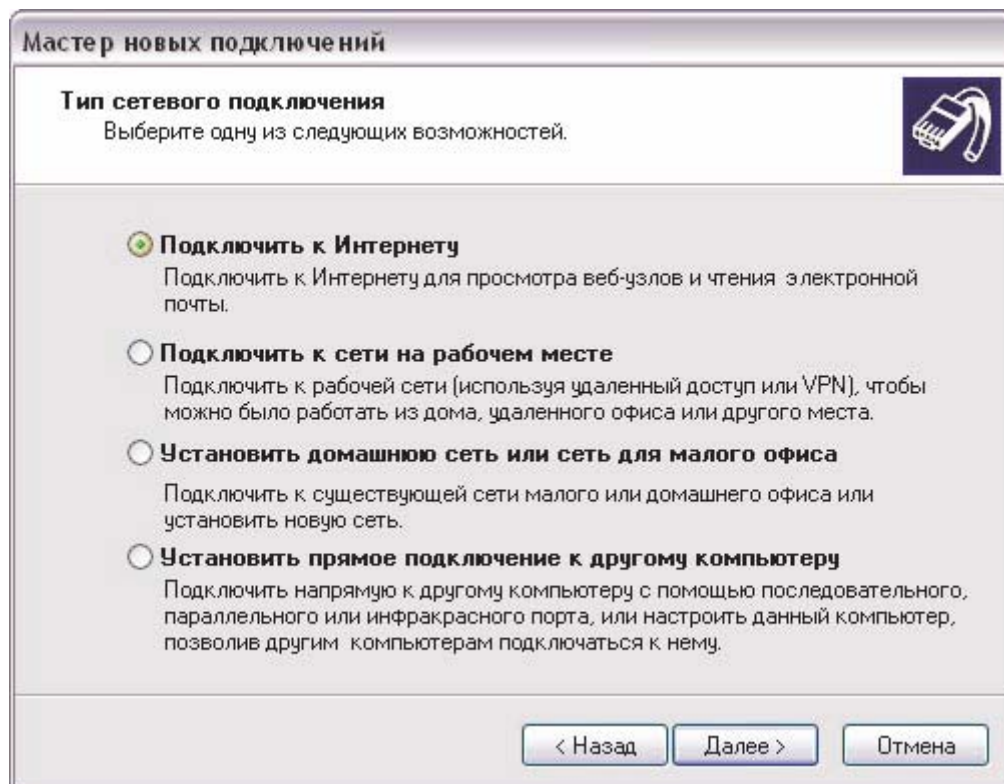 Мастер новых подключений
Тип сетевого подключения
Выберите одну из следующих возможностей.
Подключить к Интернету
Подключить к Интернету для просмотра веб-узлов и чтения электронной
почты.
Подключить к сети на рабочем месте
Подключить к рабочей сети (используя удаленный доступ или VPN), чтобы
можно было работать из дома, удаленного офиса или другого места.
Установить домашнюю сеть или сеть для малого офиса
Подключить к существующей сети малого или домашнего офиса или
установить новую сеть.
Установить прямое подключение к другому компьютеру
Подключить напрямую к другому компьютеру с помощью последовательного,
параллельного или инфракрасного порта, или настроить данный компьютер,
позволив другим компьютерам подключаться к нему.
< Назад
Далее >
Отмена